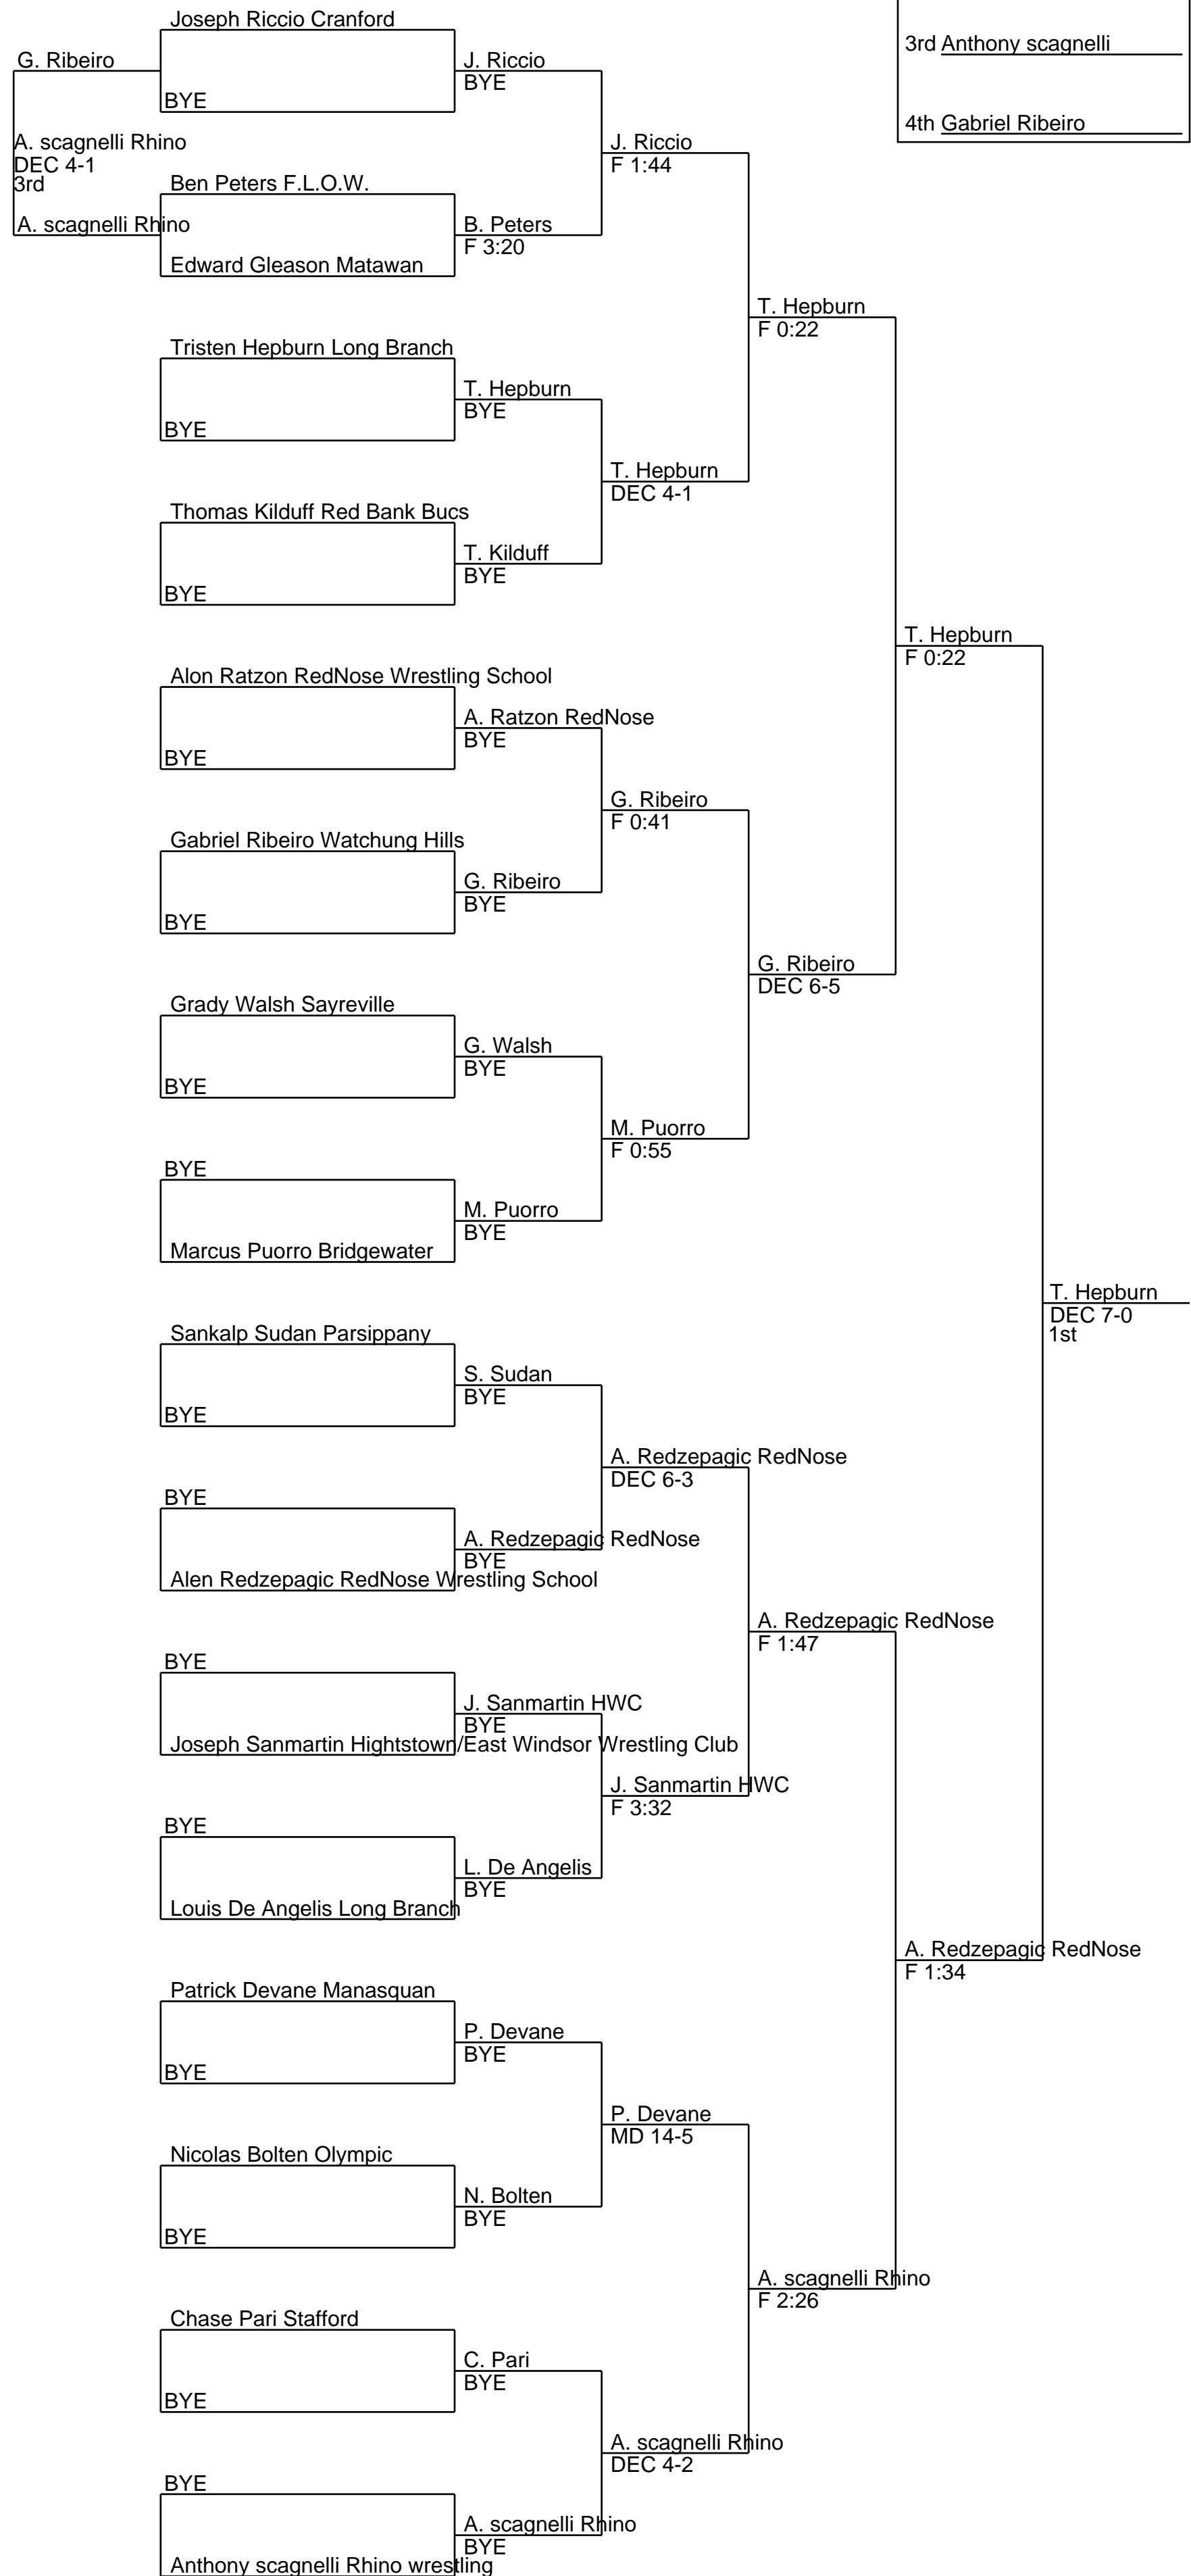 Joseph Riccio Cranford
3rd Anthony scagnelli
G. Ribeiro
J. Riccio
BYE
BYE
4th Gabriel Ribeiro
A. scagnelli Rhino
DEC 4-1
3rd
J. Riccio
F 1:44
Ben Peters F.L.O.W.
A. scagnelli Rhino
B. Peters
F 3:20
Edward Gleason Matawan
T. Hepburn
F 0:22
Tristen Hepburn Long Branch
T. Hepburn
BYE
BYE
T. Hepburn
DEC 4-1
Thomas Kilduff Red Bank Bucs
T. Kilduff
BYE
BYE
T. Hepburn
F 0:22
Alon Ratzon RedNose Wrestling School
A. Ratzon RedNose
BYE
BYE
G. Ribeiro
F 0:41
Gabriel Ribeiro Watchung Hills
G. Ribeiro
BYE
BYE
G. Ribeiro
DEC 6-5
Grady Walsh Sayreville
G. Walsh
BYE
BYE
M. Puorro
F 0:55
BYE
M. Puorro
BYE
Marcus Puorro Bridgewater
T. Hepburn
DEC 7-0
1st
Sankalp Sudan Parsippany
S. Sudan
BYE
BYE
A. Redzepagic RedNose
DEC 6-3
BYE
A. Redzepagic RedNose
BYE
Alen Redzepagic RedNose Wrestling School
A. Redzepagic RedNose
F 1:47
BYE
J. Sanmartin HWC
BYE
Joseph Sanmartin Hightstown/East Windsor Wrestling Club
J. Sanmartin HWC
F 3:32
BYE
L. De Angelis
BYE
Louis De Angelis Long Branch
A. Redzepagic RedNose
F 1:34
Patrick Devane Manasquan
P. Devane
BYE
BYE
P. Devane
MD 14-5
Nicolas Bolten Olympic
N. Bolten
BYE
BYE
A. scagnelli Rhino
F 2:26
Chase Pari Stafford
C. Pari
BYE
BYE
A. scagnelli Rhino
DEC 4-2
BYE
A. scagnelli Rhino
BYE
Anthony scagnelli Rhino wrestling